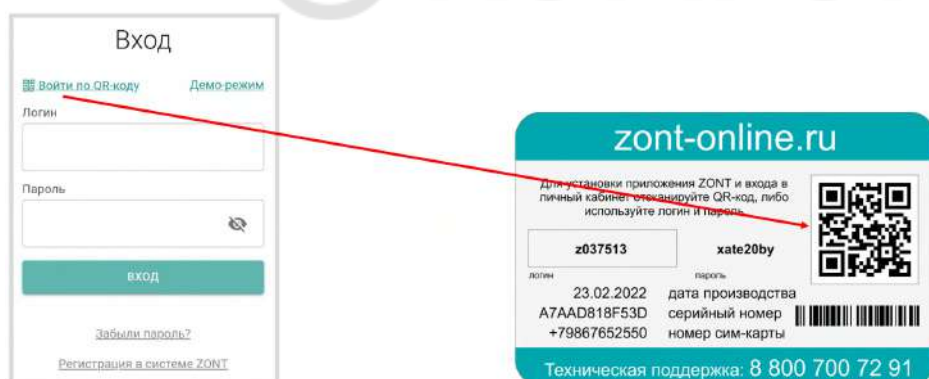 Вход
Войти по QR-коду Демо-режим
Логин
Пароль
вход
Забыли пароль?
Регистрация в системе ZONT
zont-online.ru
Для установки приложения ZONT и входа в
личный кабинет отсканируйте QR-код, либо
используйте логин и пароль
z037513 xate20by
логин пароль
23.02.2022 дата производства
A7AAD818F53D серийный номер
+79867652550 номер сим-карты
Техническая поддержка: 8 800 700 72 91